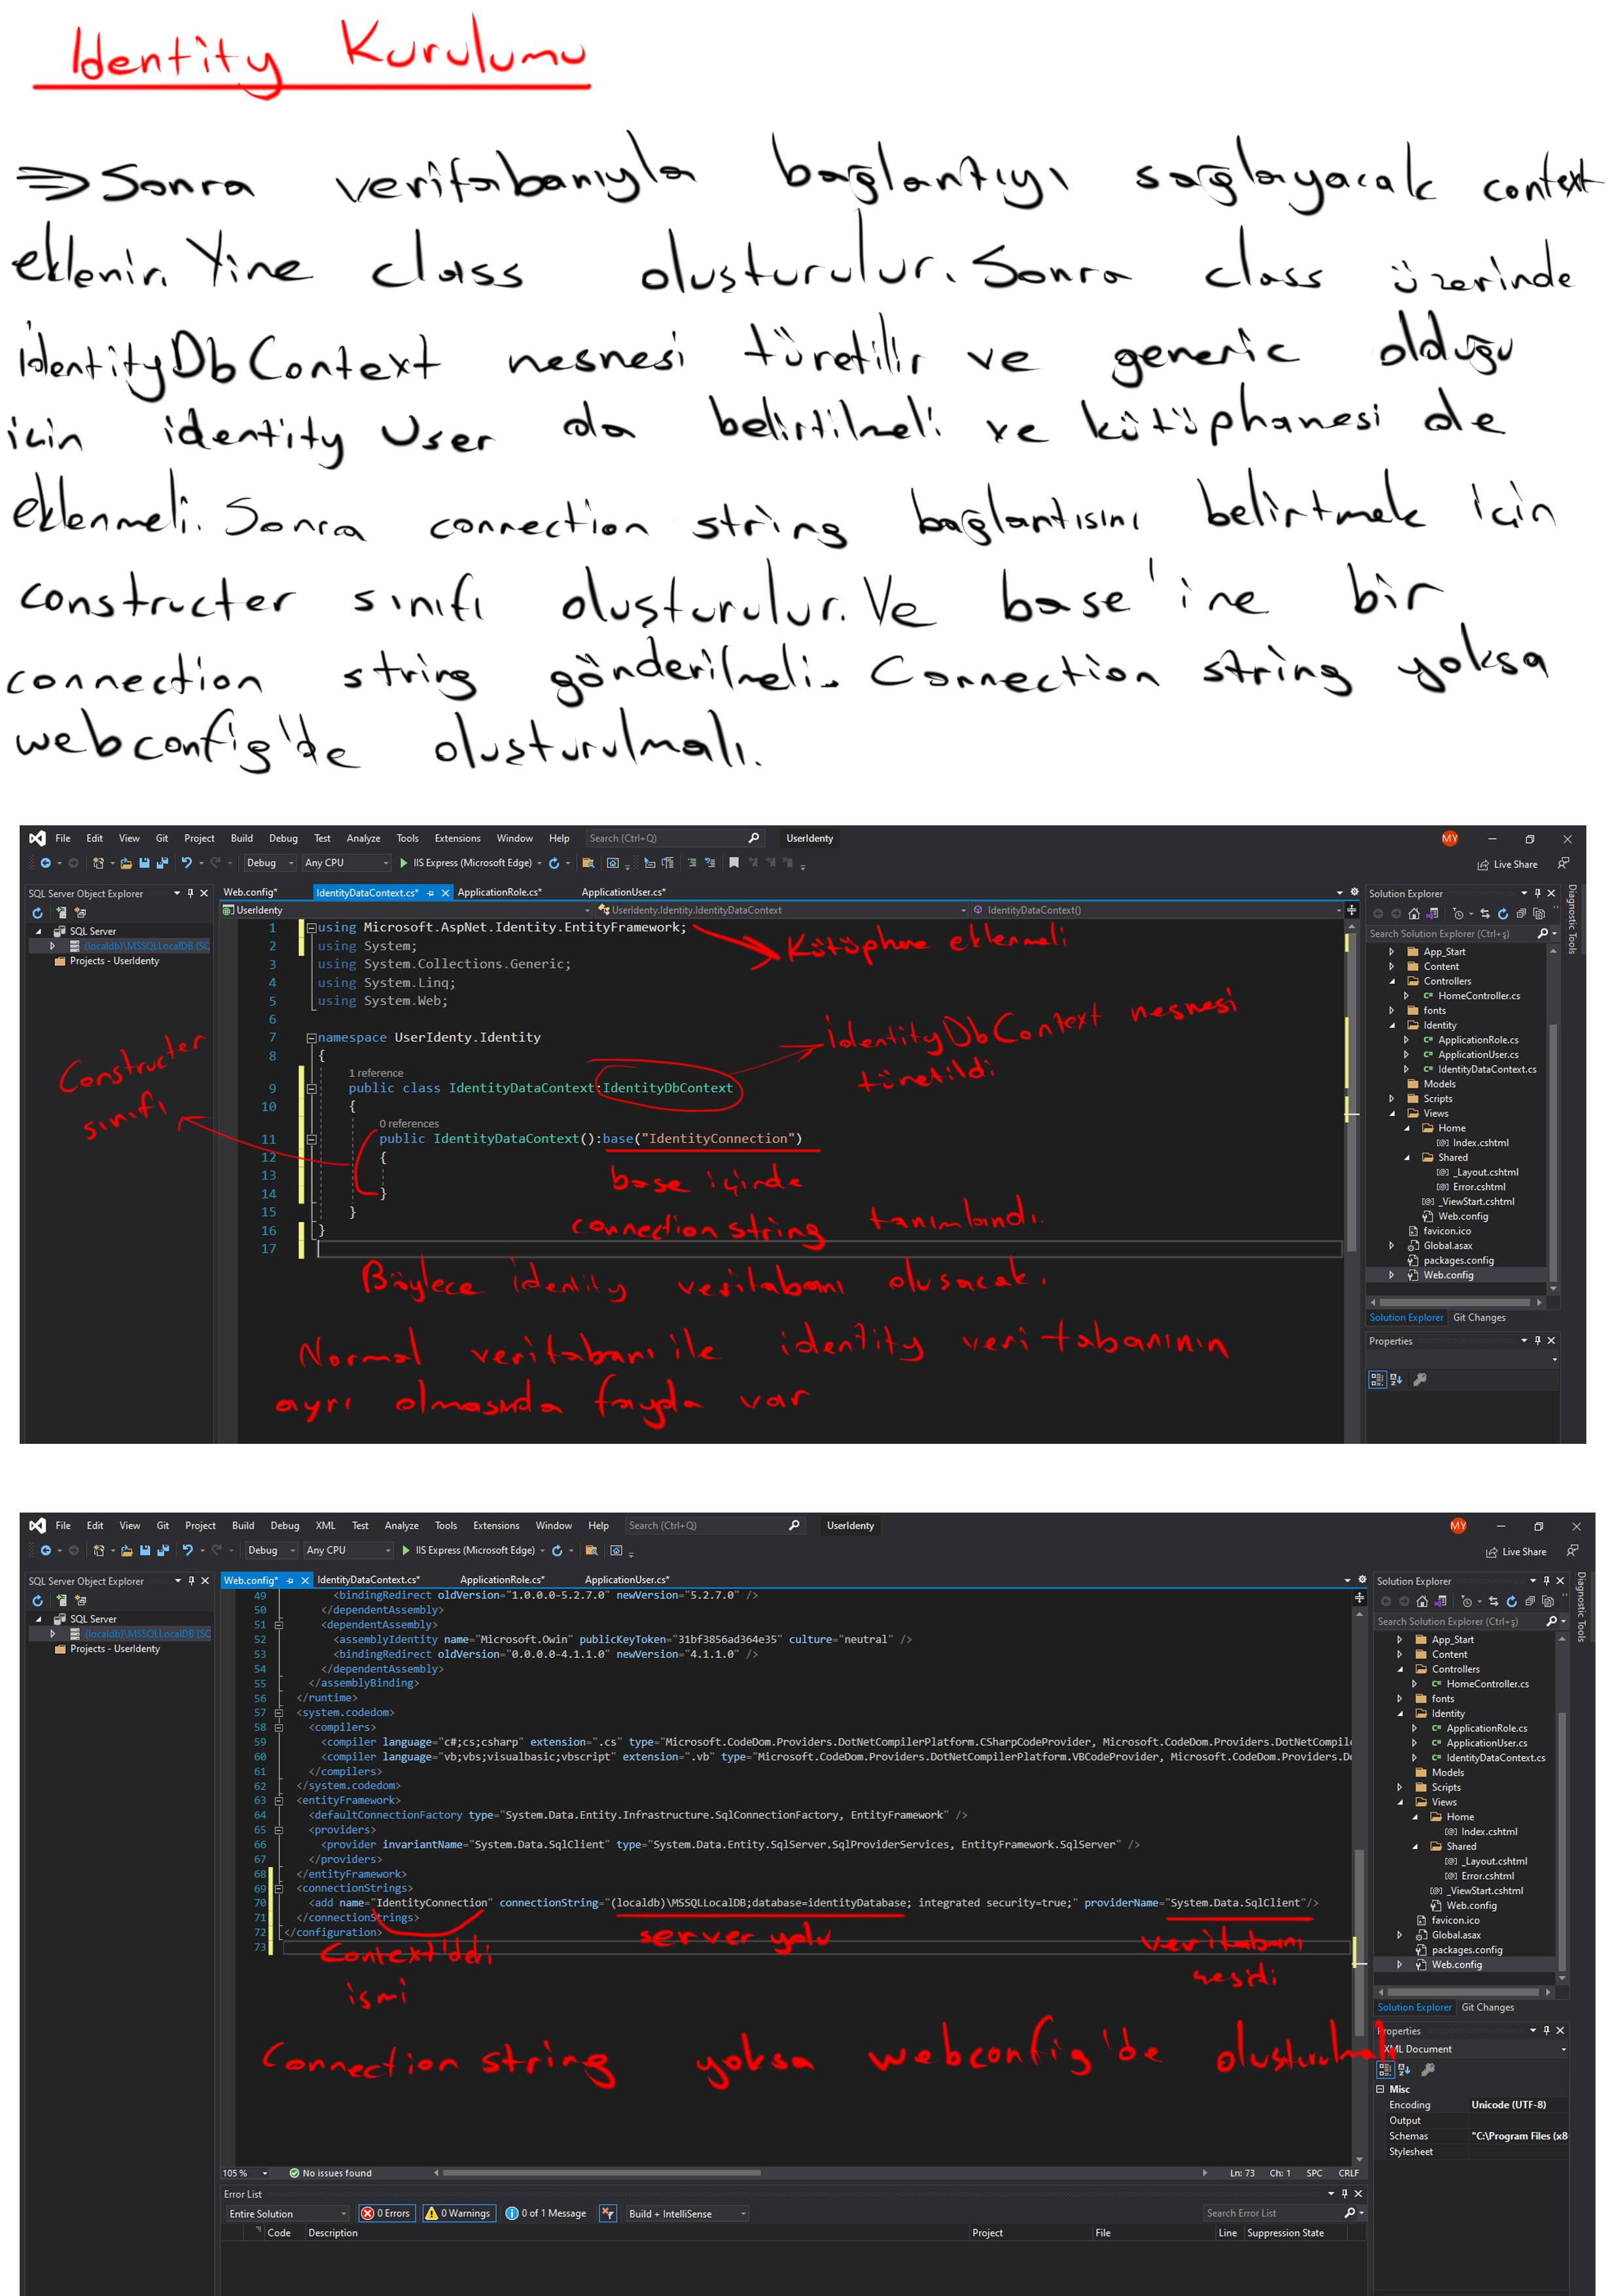 Identity Kurulumu
⇒ Sonra veritabanıyla bağlantıyı sağlayacak context
eklenir. Yine class oluşturulur. Sonra class üzerinde
identityDbContext nesnesi türetilir ve generic olduğu
için identity User da belirtilmeli ve kütüphanesi de
eklenmeli. Sonra connection string bağlantısını belirtmek için
constructer sınıfı oluşturulur. Ve base'ine bir
connection string gönderilmeli. Connection string yoksa
webconfig'de oluşturulmalı.
File Edit View Git Project Build Debug Test Analyze Tools Extensions Window Help Search (Ctrl+Q) UserIdenty MY
Debug Any CPU IIS Express (Microsoft Edge) Live Share
SQL Server Object Explorer
SQL Server
(localdb)\MSSQLLocalDB (SC
Projects - UserIdenty
Web.config* IdentityDataContext.cs* ApplicationRole.cs* ApplicationUser.cs*
UserIdenty UserIdenty.Identity.IdentityDataContext IdentityDataContext()
1 using Microsoft.AspNet.Identity.EntityFramework;
2 using System;
3 using System.Collections.Generic;
4 using System.Linq;
5 using System.Web;
6
7 namespace UserIdenty.Identity
8 {
1 reference
9 public class IdentityDataContext:IdentityDbContext
10 {
0 references
11 public IdentityDataContext():base("IdentityConnection")
12 {
13
14 }
15 }
16 }
17
Kütüphane eklenmeli
identityDbContext nesnesi
türetildi
Constructer
sınıfı
base içinde
connection string tanımlandı.
Böylece identity veritabanı oluşacak.
Normal veritabanı ile identity veritabanının
ayrı olmasında fayda var
Solution Explorer
Search Solution Explorer (Ctrl+ş)
App_Start
Content
Controllers
HomeController.cs
fonts
Identity
ApplicationRole.cs
ApplicationUser.cs
IdentityDataContext.cs
Models
Scripts
Views
Home
Index.cshtml
Shared
_Layout.cshtml
Error.cshtml
_ViewStart.cshtml
Web.config
favicon.ico
Global.asax
packages.config
Web.config
Solution Explorer Git Changes
Properties
Diagnostic Tools
File Edit View Git Project Build Debug XML Test Analyze Tools Extensions Window Help Search (Ctrl+Q) UserIdenty MY
Debug Any CPU IIS Express (Microsoft Edge) Live Share
SQL Server Object Explorer
SQL Server
(localdb)\MSSQLLocalDB (SC
Projects - UserIdenty
Web.config* IdentityDataContext.cs* ApplicationRole.cs* ApplicationUser.cs*
49 <bindingRedirect oldVersion="1.0.0.0-5.2.7.0" newVersion="5.2.7.0" />
50 </dependentAssembly>
51 <dependentAssembly>
52 <assemblyIdentity name="Microsoft.Owin" publicKeyToken="31bf3856ad364e35" culture="neutral" />
53 <bindingRedirect oldVersion="0.0.0.0-4.1.1.0" newVersion="4.1.1.0" />
54 </dependentAssembly>
55 </assemblyBinding>
56 </runtime>
57 <system.codedom>
58 <compilers>
59 <compiler language="c#;cs;csharp" extension=".cs" type="Microsoft.CodeDom.Providers.DotNetCompilerPlatform.CSharpCodeProvider, Microsoft.CodeDom.Providers.DotNetCompil
60 <compiler language="vb;vbs;visualbasic;vbscript" extension=".vb" type="Microsoft.CodeDom.Providers.DotNetCompilerPlatform.VBCodeProvider, Microsoft.CodeDom.Providers.Do
61 </compilers>
62 </system.codedom>
63 <entityFramework>
64 <defaultConnectionFactory type="System.Data.Entity.Infrastructure.SqlConnectionFactory, EntityFramework" />
65 <providers>
66 <provider invariantName="System.Data.SqlClient" type="System.Data.Entity.SqlServer.SqlProviderServices, EntityFramework.SqlServer" />
67 </providers>
68 </entityFramework>
69 <connectionStrings>
70 <add name="IdentityConnection" connectionString="(localdb)\MSSQLLocalDB;database=identityDatabase; integrated security=true;" providerName="System.Data.SqlClient"/>
71 </connectionStrings>
72 </configuration>
73
Context'deki
ismi
server yolu
veritabanı
çeşidi
Connection string yoksa webconfig'de oluşturulmalı
Solution Explorer
Search Solution Explorer (Ctrl+ş)
App_Start
Content
Controllers
HomeController.cs
fonts
Identity
ApplicationRole.cs
ApplicationUser.cs
IdentityDataContext.cs
Models
Scripts
Views
Home
Index.cshtml
Shared
_Layout.cshtml
Error.cshtml
_ViewStart.cshtml
Web.config
favicon.ico
Global.asax
packages.config
Web.config
Solution Explorer Git Changes
Properties
XML Document
Misc
Encoding Unicode (UTF-8)
Output
Schemas "C:\Program Files (x8
Stylesheet
Diagnostic Tools
105 % No issues found Ln: 73 Ch: 1 SPC CRLF
Error List
Entire Solution 0 Errors 0 Warnings 0 of 1 Message Build + IntelliSense Search Error List
Code Description Project File Line Suppression State